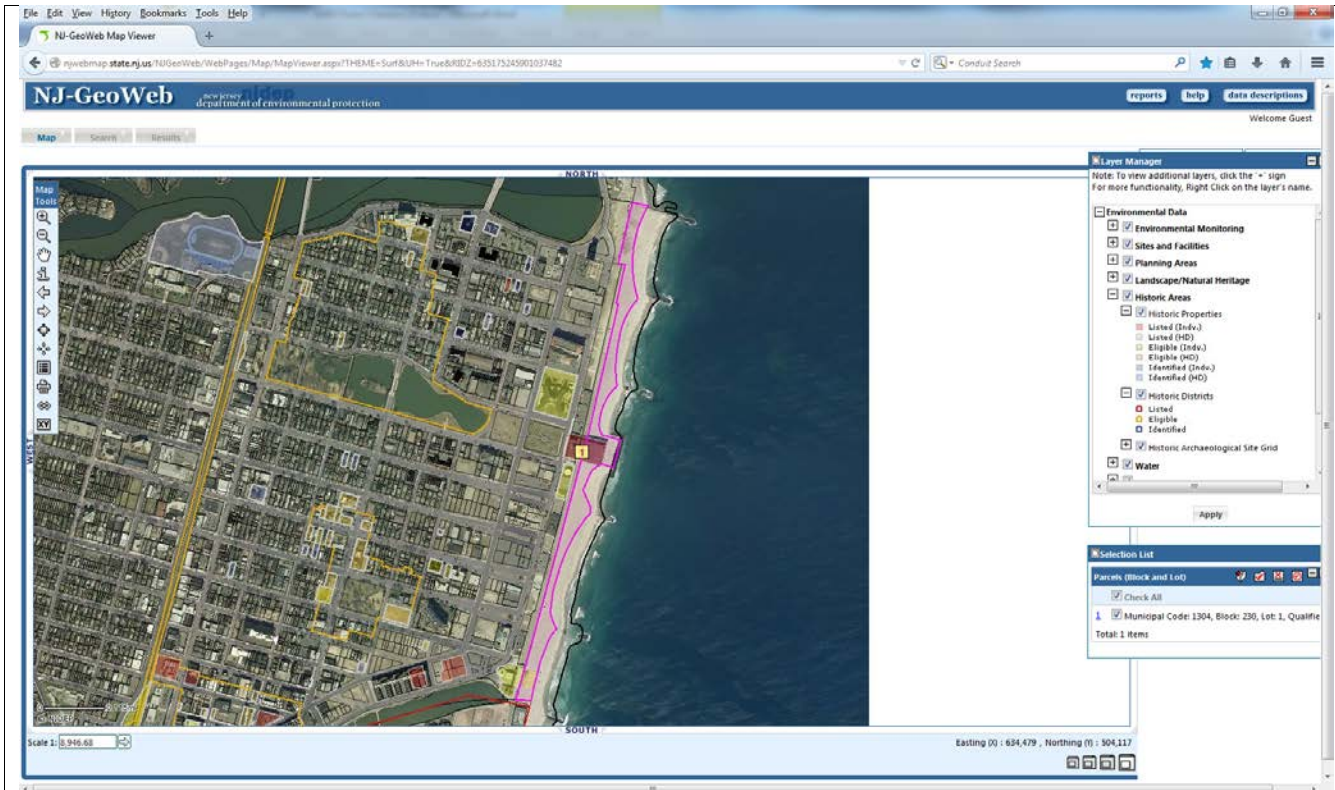 File Edit View History Bookmarks Tools Help
NJ-GeoWeb Map Viewer
njwebmap.state.nj.us/NJGeoWeb/WebPages/Map/MapViewer.aspx?THEME=Surf&UH=True&RIDZ=635175245901037482
Conduit Search
NJ-GeoWeb
new jersey
department of environmental protection
njdep
reports help data descriptions
Welcome Guest
Map Search Results
NORTH
Map
Tools
XY
WEST
1
SOUTH
© NJDEP
Scale 1: 8,946.68
Easting (X) : 634,479 , Northing (Y) : 504,117
Layer Manager
Note: To view additional layers, click the '+' sign
For more functionality, Right Click on the layer's name.
Environmental Data
Environmental Monitoring
Sites and Facilities
Planning Areas
Landscape/Natural Heritage
Historic Areas
Historic Properties
Listed (Indv.)
Listed (HD)
Eligible (Indv.)
Eligible (HD)
Identified (Indv.)
Identified (HD)
Historic Districts
Listed
Eligible
Identified
Historic Archaeological Site Grid
Water
Apply
Selection List
Parcels (Block and Lot)
Check All
1 Municipal Code: 1304, Block: 230, Lot: 1, Qualifie
Total: 1 items